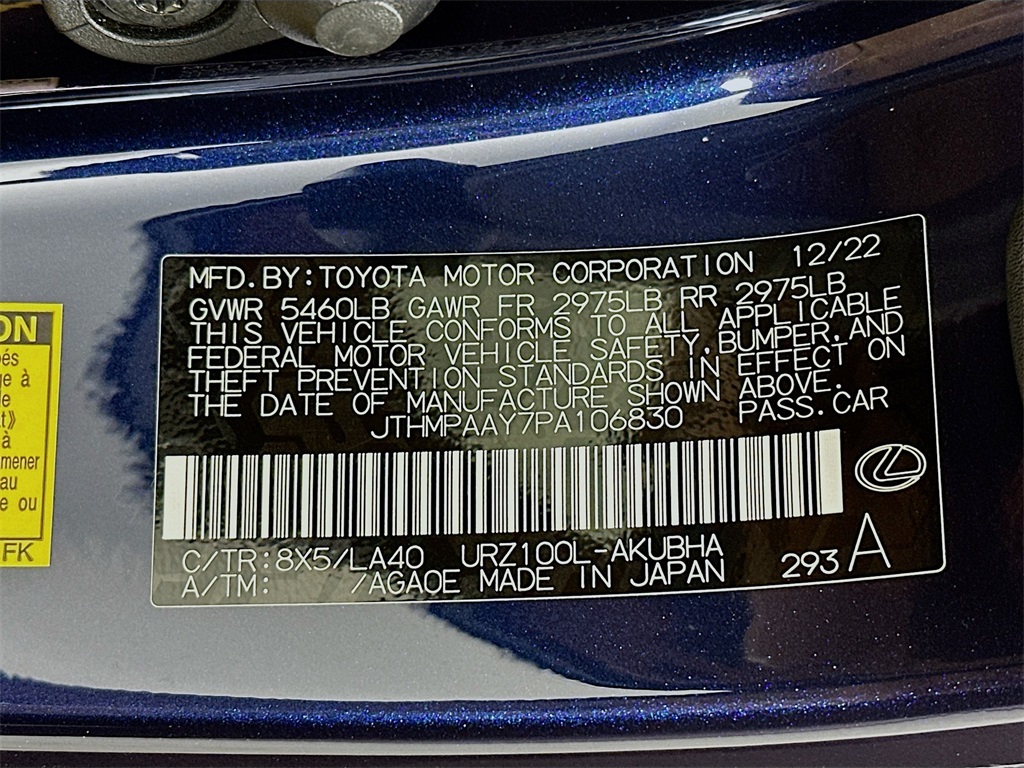 MFD.BY:TOYOTA MOTOR CORPORATION 12/22
GVWR 5460LB GAWR FR 2975LB RR 2975LB
THIS VEHICLE CONFORMS TO ALL APPLICABLE
FEDERAL MOTOR VEHICLE SAFETY,BUMPER,AND
THEFT PREVENTION STANDARDS IN EFFECT ON
THE DATE OF MANUFACTURE SHOWN ABOVE.
JTHMPAAY7PA106830 PASS.CAR
C/TR:8X5/LA40 URZ100L-AKUBHA
A/TM: /AGA0E MADE IN JAPAN 293 A
ON
pés
ge à
le
t»
à
mener
au
e ou
FK